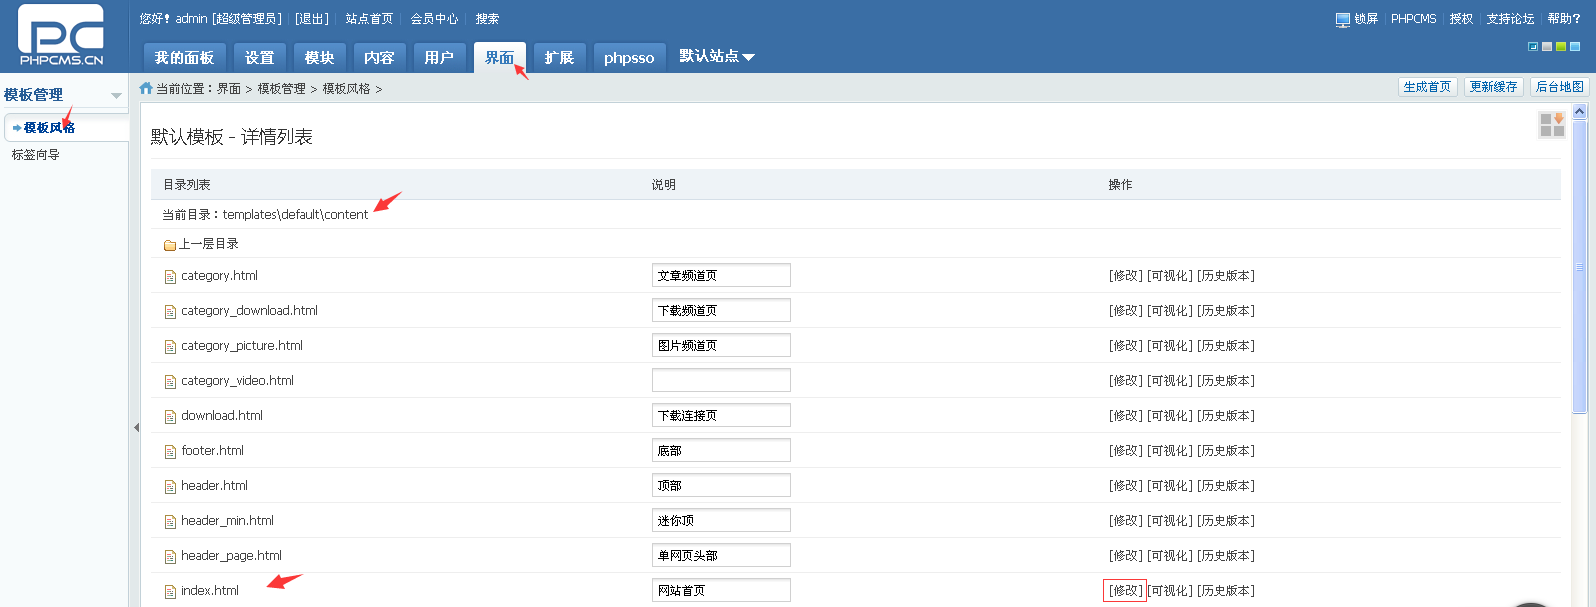 PC
PHPCMS.CN
您好! admin [超级管理员] | [退出] | 站点首页 | 会员中心 | 搜索
锁屏 | PHPCMS | 授权 | 支持论坛 | 帮助?
我的面板 设置 模块 内容 用户 界面 扩展 phpsso 默认站点
模板管理
模板风格
标签向导
当前位置:界面 > 模板管理 > 模板风格 >
生成首页 更新缓存 后台地图
默认模板 - 详情列表
目录列表 说明 操作
当前目录:templates\default\content
上一层目录
category.html 文章频道页 [修改] [可视化] [历史版本]
category_download.html 下载频道页 [修改] [可视化] [历史版本]
category_picture.html 图片频道页 [修改] [可视化] [历史版本]
category_video.html [修改] [可视化] [历史版本]
download.html 下载连接页 [修改] [可视化] [历史版本]
footer.html 底部 [修改] [可视化] [历史版本]
header.html 顶部 [修改] [可视化] [历史版本]
header_min.html 迷你顶 [修改] [可视化] [历史版本]
header_page.html 单网页头部 [修改] [可视化] [历史版本]
index.html 网站首页 [修改] [可视化] [历史版本]